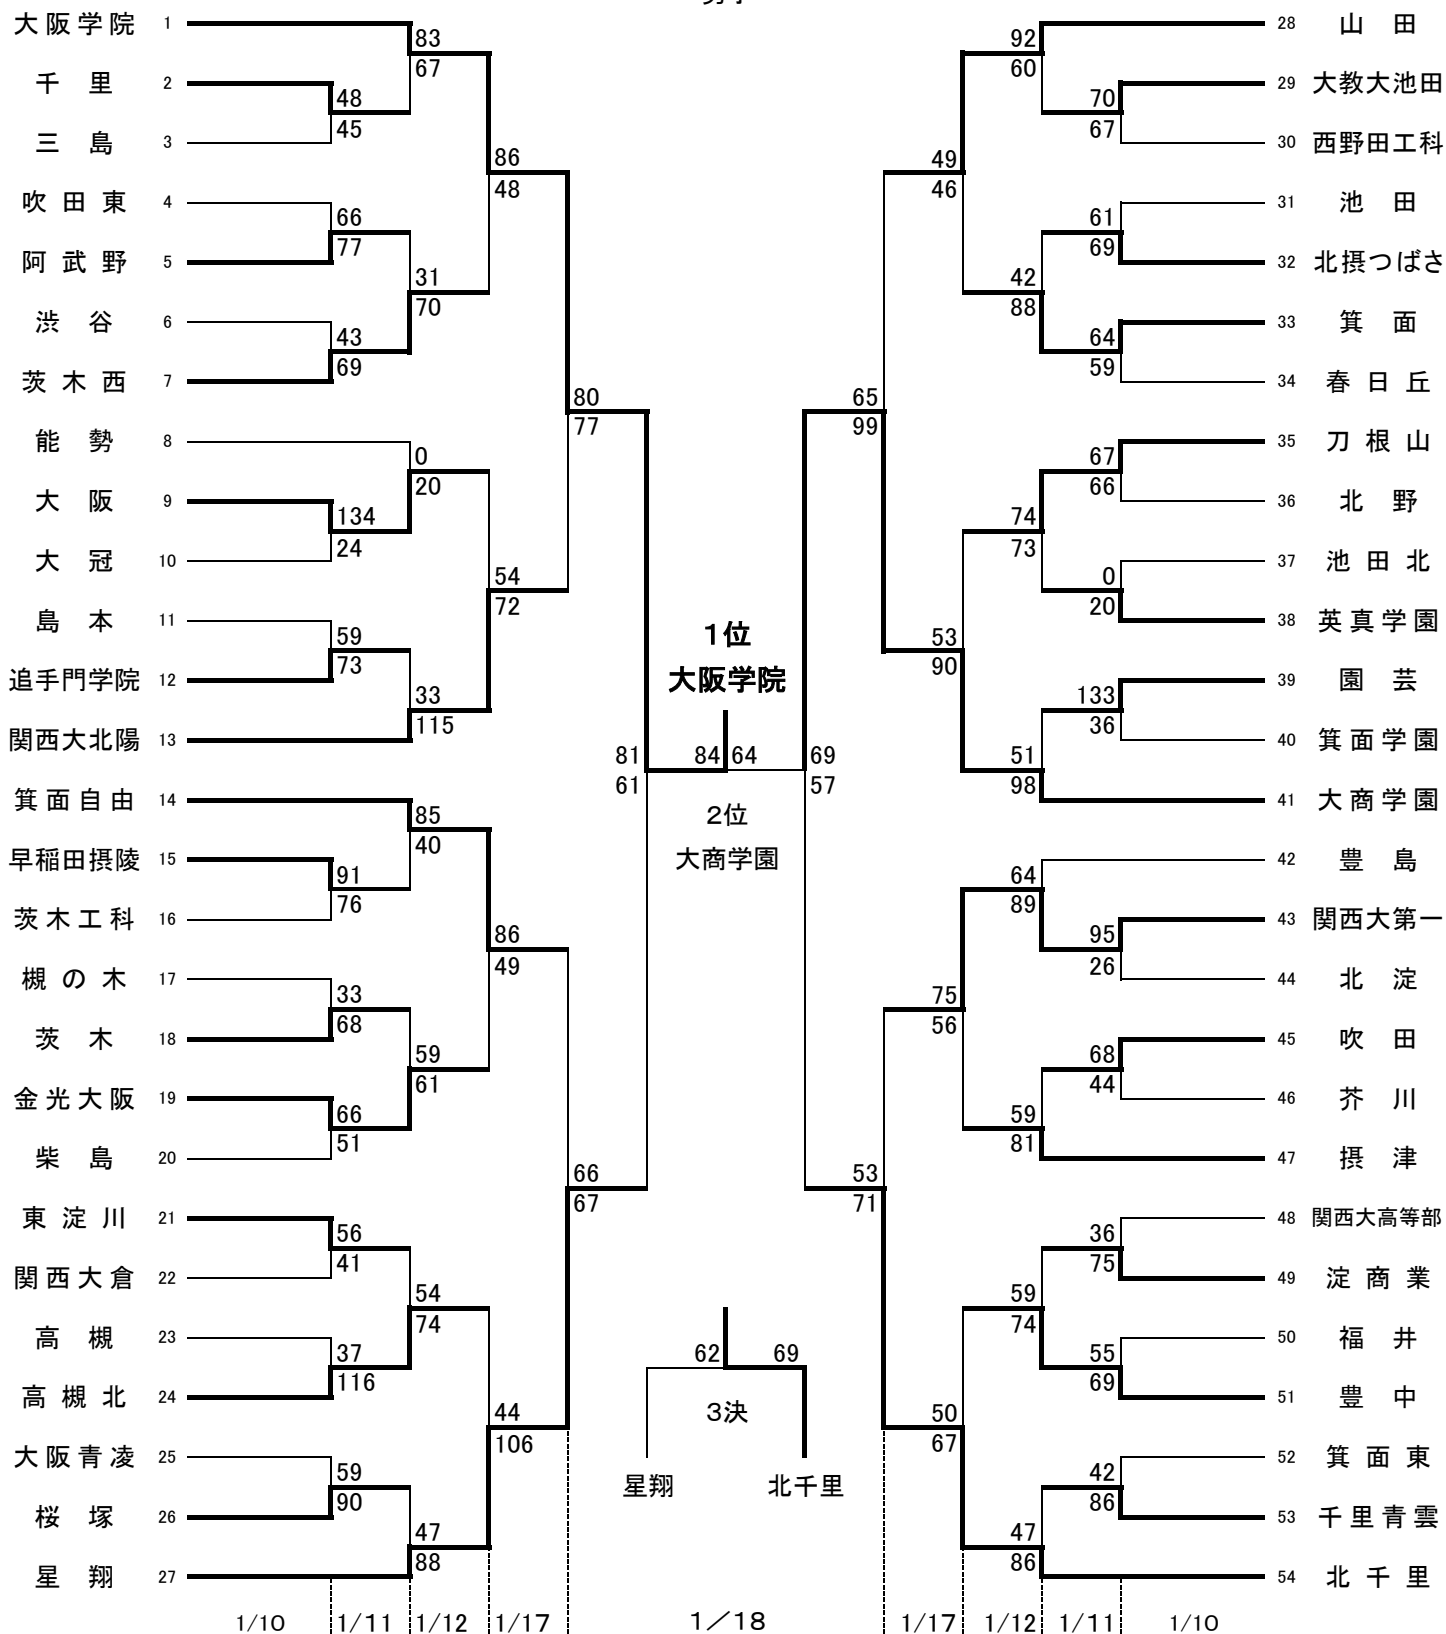 大阪学院 1
千里 2
三島 3
吹田東 4
阿武野 5
渋谷 6
茨木西 7
能勢 8
大阪 9
大冠 10
島本 11
追手門学院 12
関西大北陽 13
箕面自由 14
早稲田摂陵 15
茨木工科 16
槻の木 17
茨木 18
金光大阪 19
柴島 20
東淀川 21
関西大倉 22
高槻 23
高槻北 24
大阪青凌 25
桜塚 26
星翔 27
48
45
66
77
43
69
134
24
59
73
91
76
33
68
66
51
56
41
37
116
59
90
83
67
31
70
0
20
33
115
85
40
59
61
54
74
47
88
86
48
54
72
86
49
44
106
80
77
66
67
81
61
1位
大阪学院
84 64
2位
大商学園
62 69
3決
星翔 北千里
69
57
65
99
53
71
49
46
53
90
75
56
50
67
92
60
42
88
74
73
51
98
64
89
59
81
59
74
47
86
70
67
61
69
64
59
67
66
0
20
133
36
95
26
68
44
36
75
55
69
42
86
28 山田
29 大教大池田
30 西野田工科
31 池田
32 北摂つばさ
33 箕面
34 春日丘
35 刀根山
36 北野
37 池田北
38 英真学園
39 園芸
40 箕面学園
41 大商学園
42 豊島
43 関西大第一
44 北淀
45 吹田
46 芥川
47 摂津
48 関西大高等部
49 淀商業
50 福井
51 豊中
52 箕面東
53 千里青雲
54 北千里
1/10 1/11 1/12 1/17 1／18 1/17 1/12 1/11 1/10